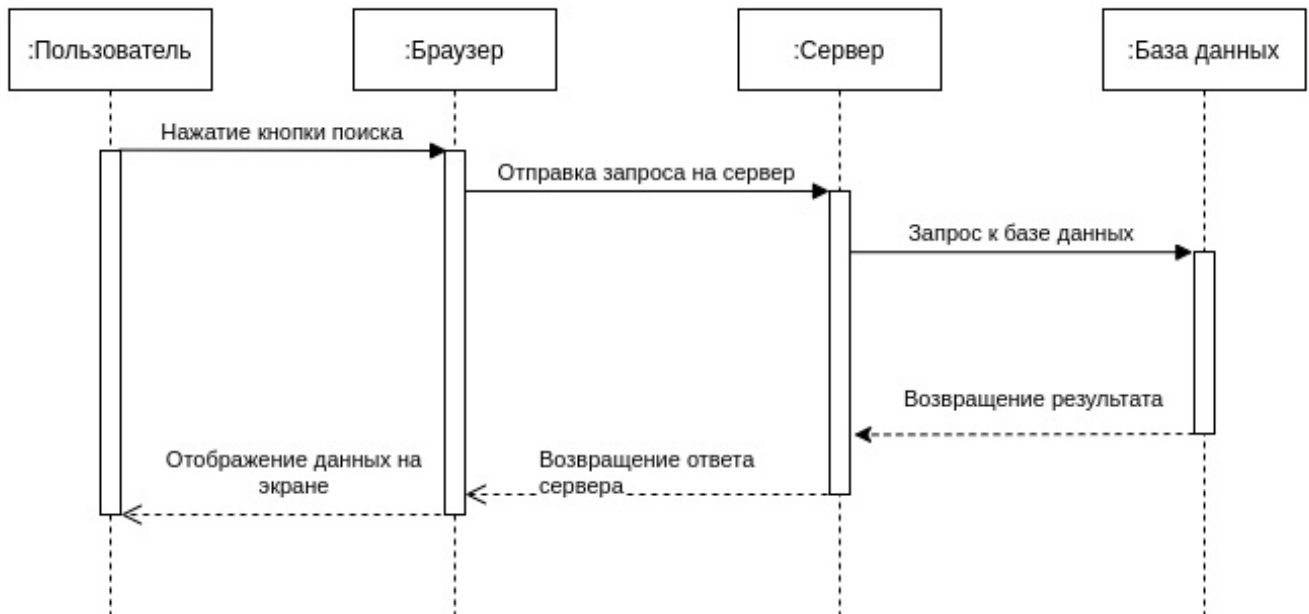 :Пользователь
:Браузер
:Сервер
:База данных
Нажатие кнопки поиска
Отправка запроса на сервер
Запрос к базе данных
Возвращение результата
Отображение данных на
экране
Возвращение ответа
сервера